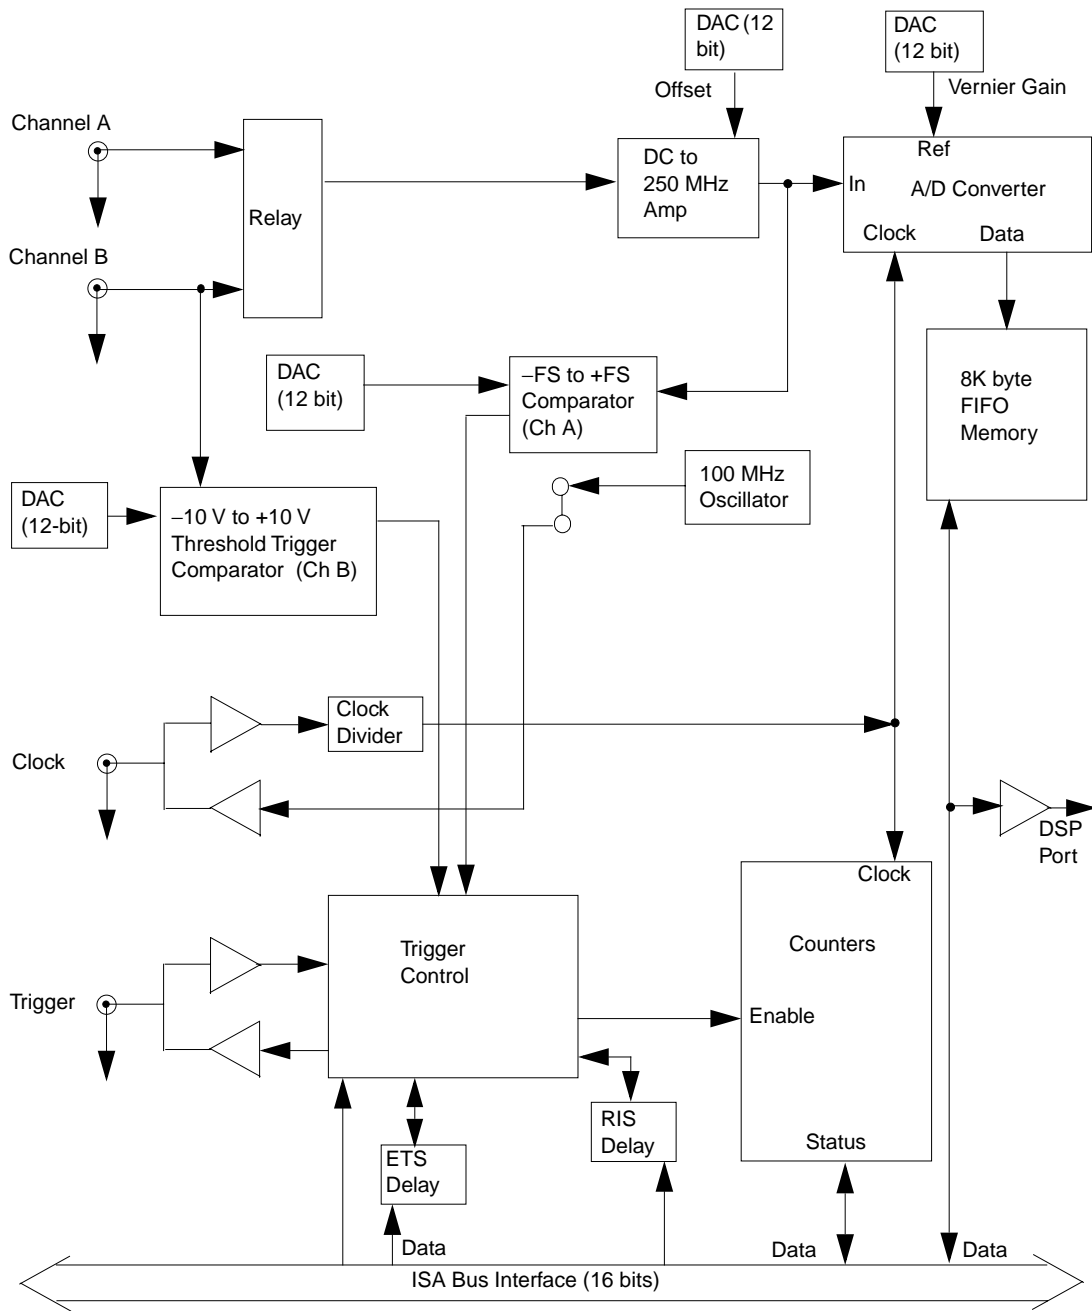 DAC (12
bit)
DAC
(12 bit)
Offset
Vernier Gain
Channel A
Relay
DC to
250 MHz
Amp
Ref
In
A/D Converter
Clock
Data
Channel B
DAC
(12 bit)
–FS to +FS
Comparator
(Ch A)
8K byte
FIFO
Memory
100 MHz
Oscillator
DAC
(12-bit)
–10 V to +10 V
Threshold Trigger
Comparator (Ch B)
Clock
Divider
Clock
DSP
Port
Clock
Counters
Enable
Status
Trigger
Control
Trigger
RIS
Delay
ETS
Delay
Data
Data
Data
ISA Bus Interface (16 bits)